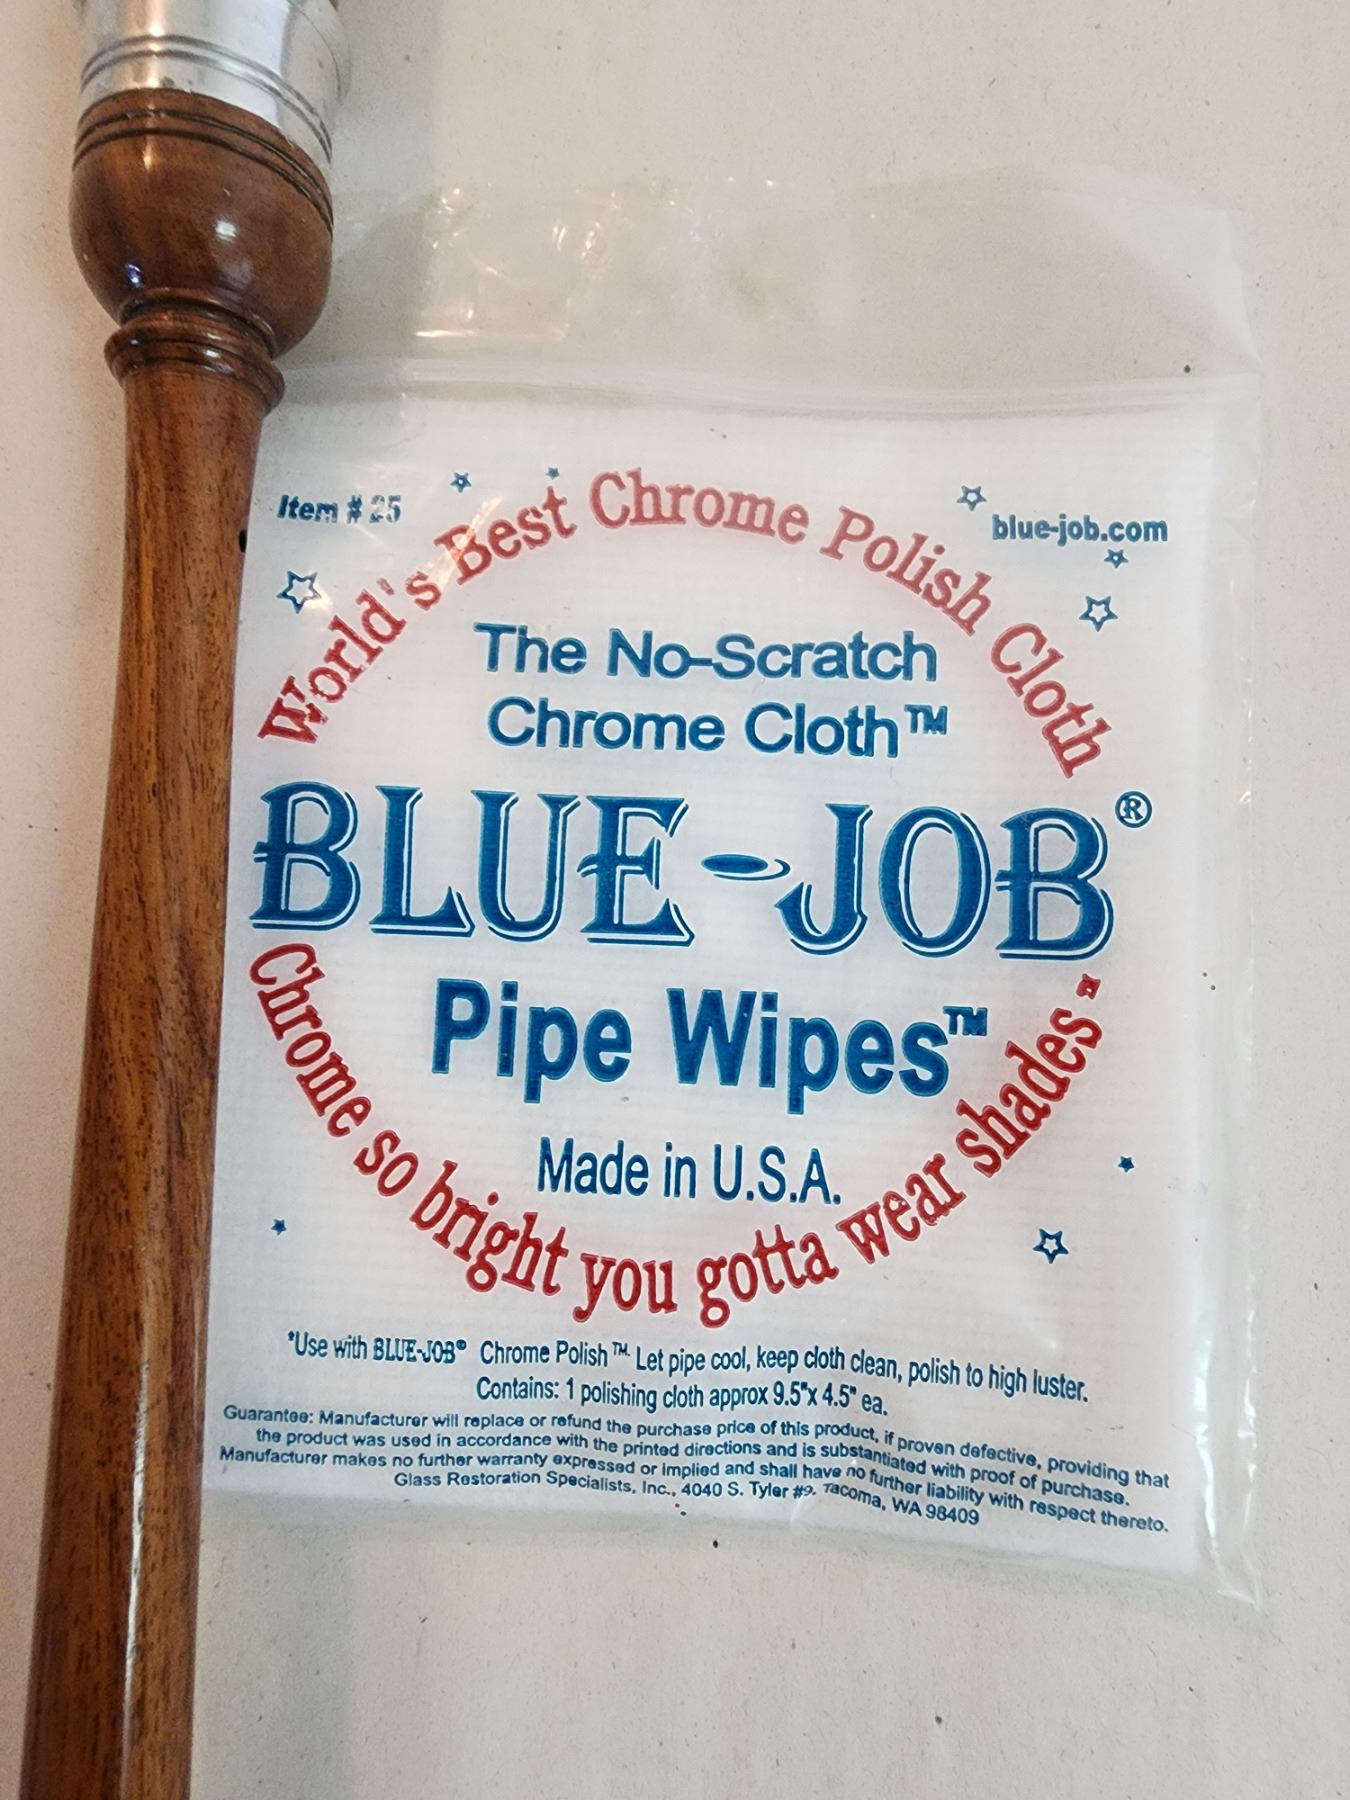 Item # 25
blue-job.com
World's Best Chrome Polish Cloth
The No-Scratch
Chrome Cloth™
BLUE-JOB®
Pipe Wipes™
Made in U.S.A.
Chrome so bright you gotta wear shades -
*Use with BLUE-JOB® Chrome Polish™. Let pipe cool, keep cloth clean, polish to high luster.
Contains: 1 polishing cloth approx 9.5"x 4.5" ea.
Guarantee: Manufacturer will replace or refund the purchase price of this product, if proven defective, providing that
the product was used in accordance with the printed directions and is substantiated with proof of purchase.
Manufacturer makes no further warranty expressed or implied and shall have no further liability with respect thereto.
Glass Restoration Specialists, Inc., 4040 S. Tyler #9, Tacoma, WA 98409